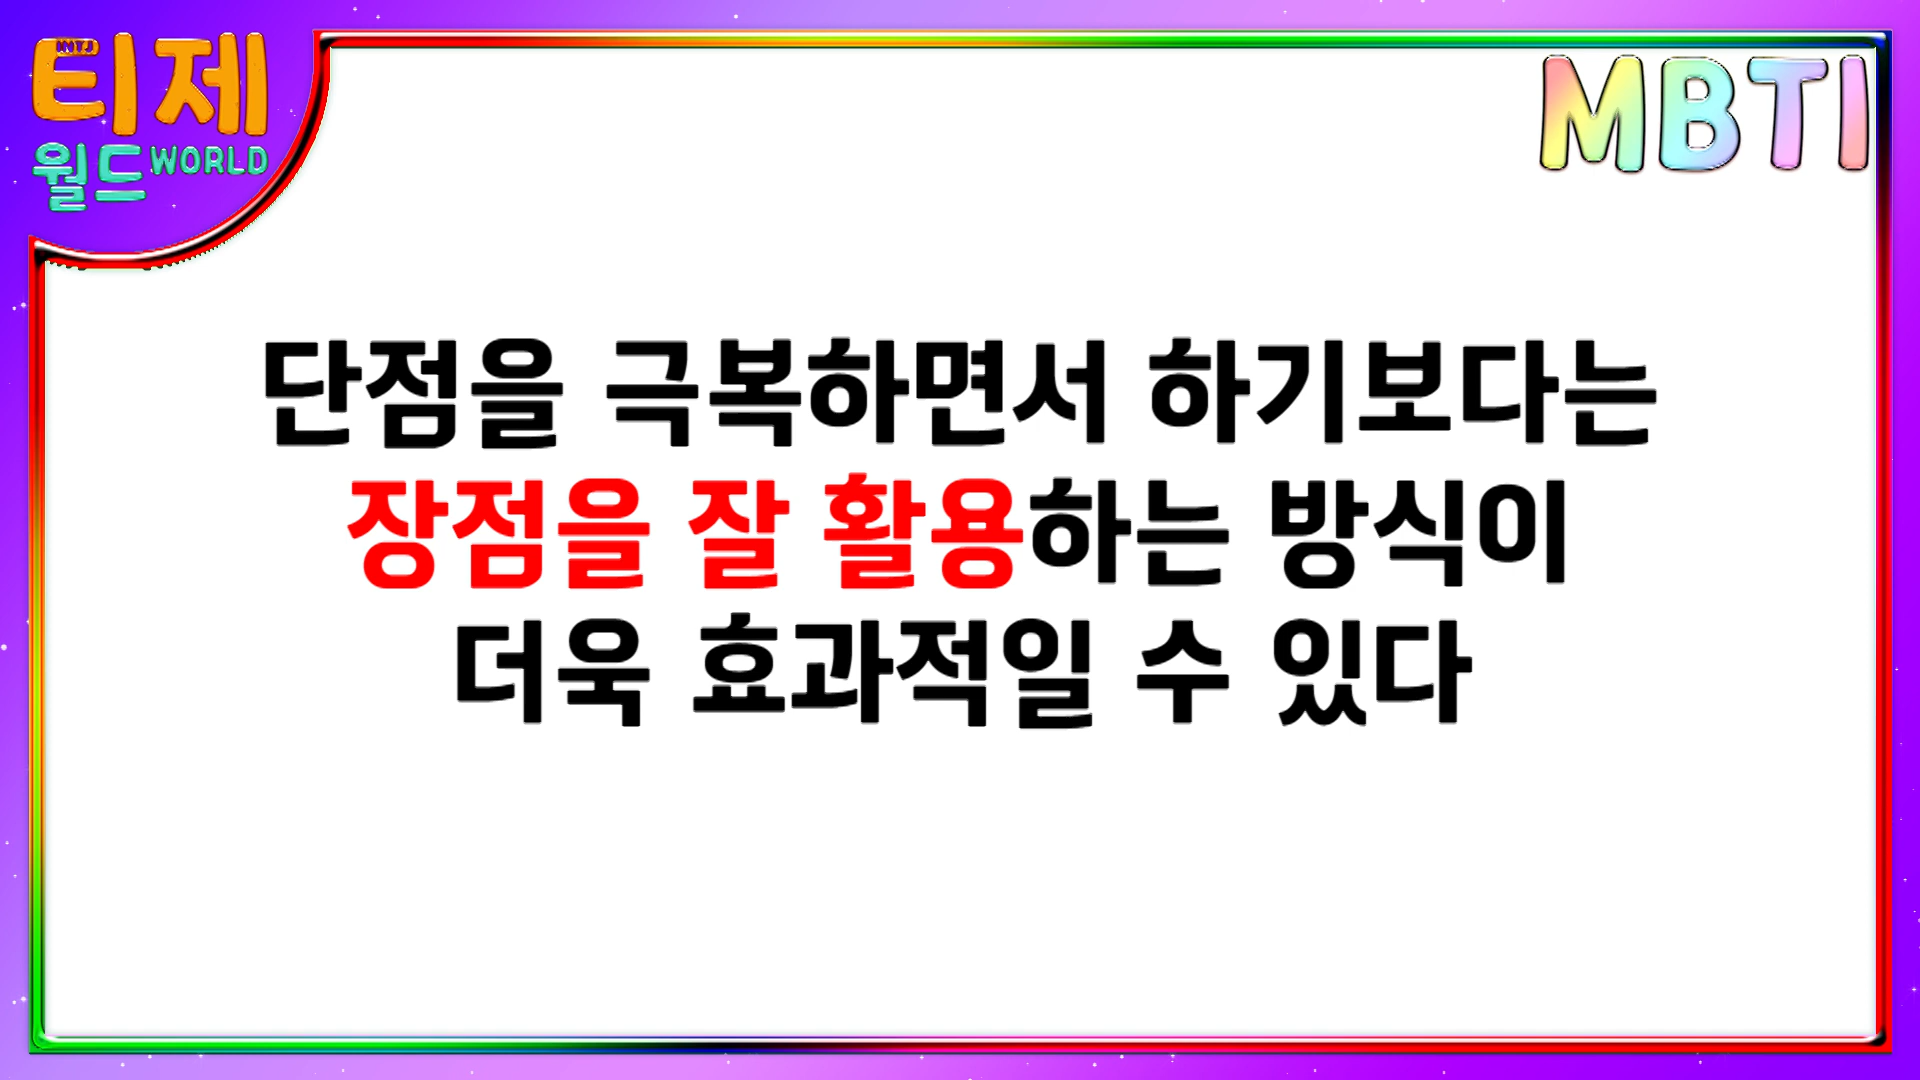 INTJ
티제
월드 WORLD
MBTI
단점을 극복하면서 하기보다는
장점을 잘 활용하는 방식이
더욱 효과적일 수 있다